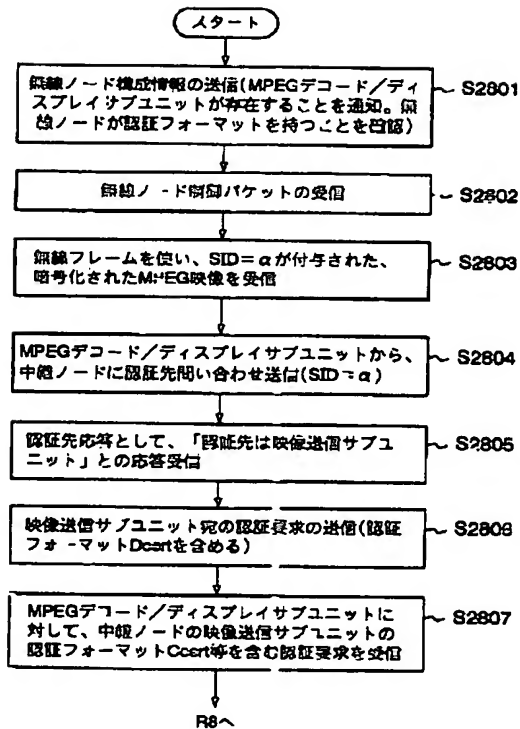 スタート
無線ノード構成情報の送信(MPEGデコード／ディ
スプレイサブユニットが存在することを通知。無
線ノードが認証フォーマットを持つことを確認)
S2801
無線ノード制御パケットの受信
S2802
無線フレームを使い、SID=αが付与された、
暗号化されたMPEG映像を受信
S2803
MPEGデコード／ディスプレイサブユニットから、
中継ノードに認証先問い合わせ送信(SID=α)
S2804
認証先応答として、「認証先は映像送信サブユ
ニット」との応答受信
S2805
映像送信サブユニット宛の認証要求の送信(認証
フォーマットDcertを含める)
S2806
MPEGデコード／ディスプレイサブユニットに
対して、中継ノードの映像送信サブユニットの
認証フォーマットCcert等を含む認証要求を受信
S2807
R8へ